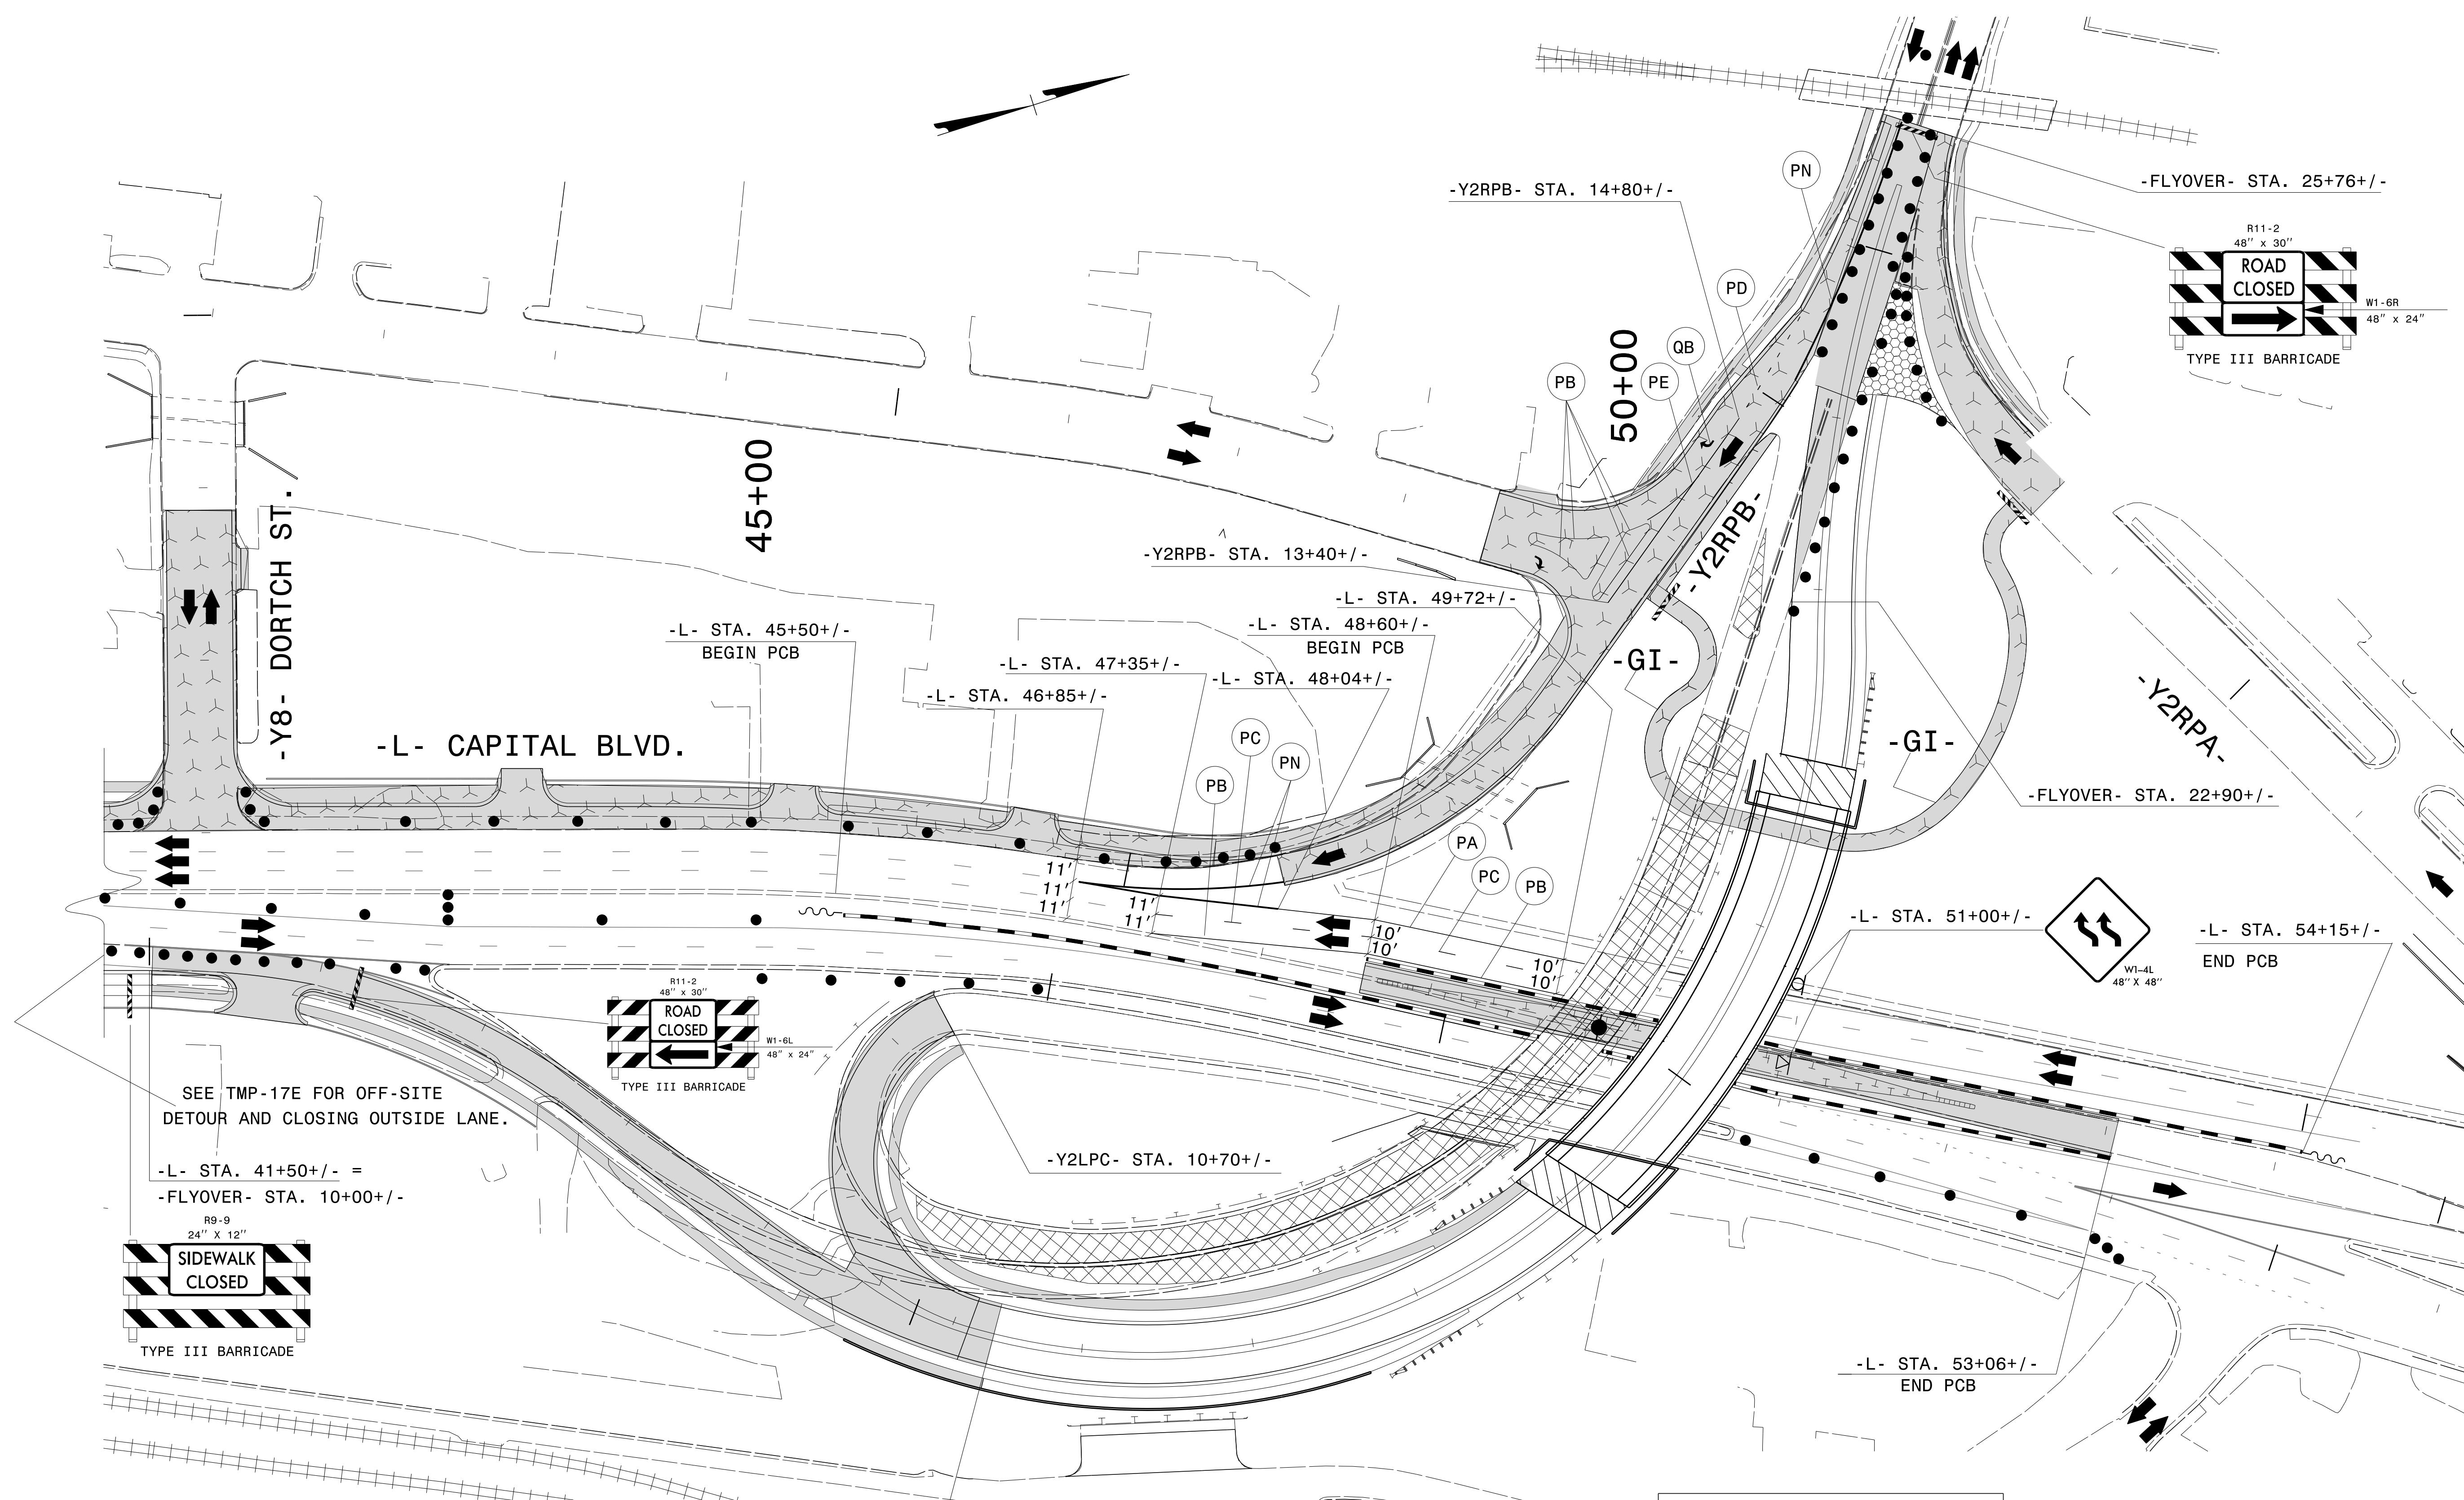 -Y2RPB- STA. 14+80+/-
PN
-FLYOVER- STA. 25+76+/-
R11-2
48'' x 30''
ROAD
CLOSED
W1-6R
48" x 24"
TYPE III BARRICADE
PD
QB
PB
PE
50+00
45+00
-Y8- DORTCH ST.
-Y2RPB- STA. 13+40+/-
-Y2RPB-
-L- STA. 49+72+/-
-L- STA. 48+60+/-
BEGIN PCB
-L- STA. 45+50+/-
BEGIN PCB
-L- STA. 47+35+/-
-L- STA. 48+04+/-
-L- STA. 46+85+/-
-GI-
-GI-
-Y2RPA-
-L- CAPITAL BLVD.
PC
PN
PB
-FLYOVER- STA. 22+90+/-
PA
PC
PB
11'
11'
11'
11'
11'
10'
10'
10'
10'
-L- STA. 51+00+/-
W1-4L
48'' X 48''
-L- STA. 54+15+/-
END PCB
R11-2
48'' x 30''
ROAD
CLOSED
W1-6L
48" x 24"
TYPE III BARRICADE
SEE TMP-17E FOR OFF-SITE
DETOUR AND CLOSING OUTSIDE LANE.
-L- STA. 41+50+/- =
-FLYOVER- STA. 10+00+/-
-Y2LPC- STA. 10+70+/-
R9-9
24'' X 12''
SIDEWALK
CLOSED
TYPE III BARRICADE
-L- STA. 53+06+/-
END PCB